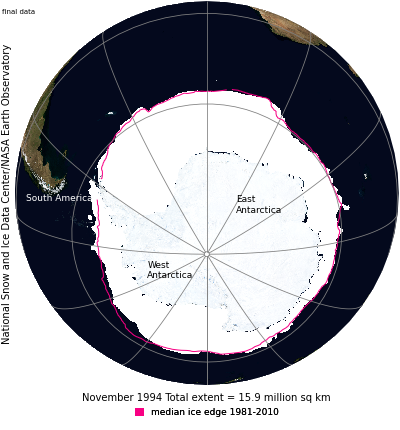 final data
National Snow and Ice Data Center/NASA Earth Observatory
South America
East
Antarctica
West
Antarctica
November 1994 Total extent = 15.9 million sq km
median ice edge 1981-2010